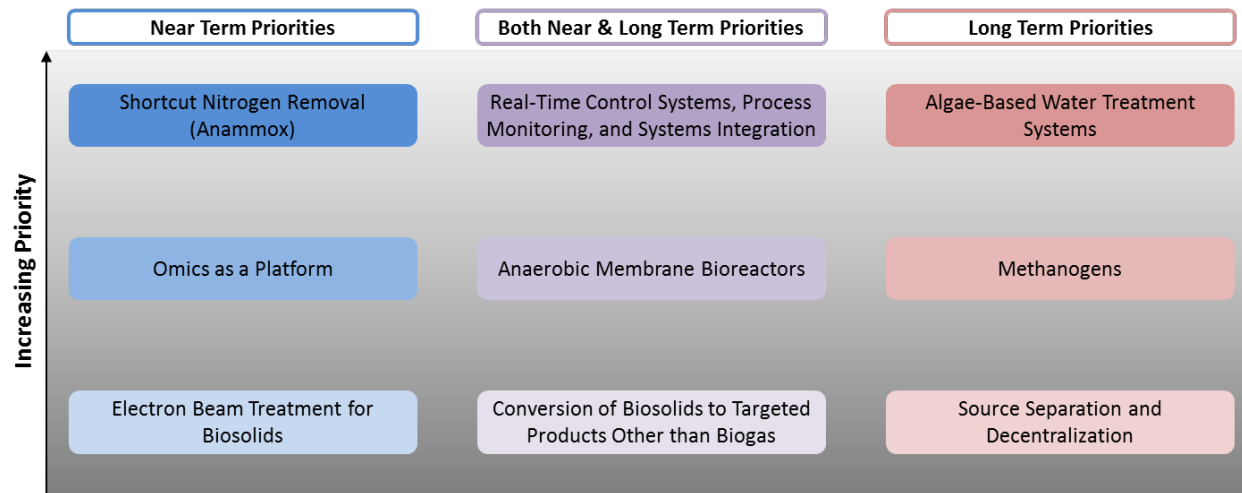 Near Term Priorities
Both Near & Long Term Priorities
Long Term Priorities
Increasing Priority
Shortcut Nitrogen Removal
(Anammox)
Real-Time Control Systems, Process
Monitoring, and Systems Integration
Algae-Based Water Treatment
Systems
Omics as a Platform
Anaerobic Membrane Bioreactors
Methanogens
Electron Beam Treatment for
Biosolids
Conversion of Biosolids to Targeted
Products Other than Biogas
Source Separation and
Decentralization